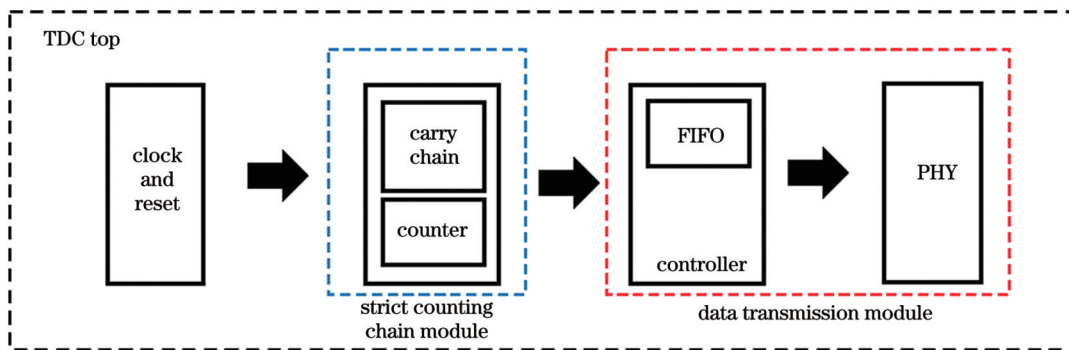 TDC top
clock
and
reset
carry
chain
counter
strict counting
chain module
FIFO
controller
PHY
data transmission module